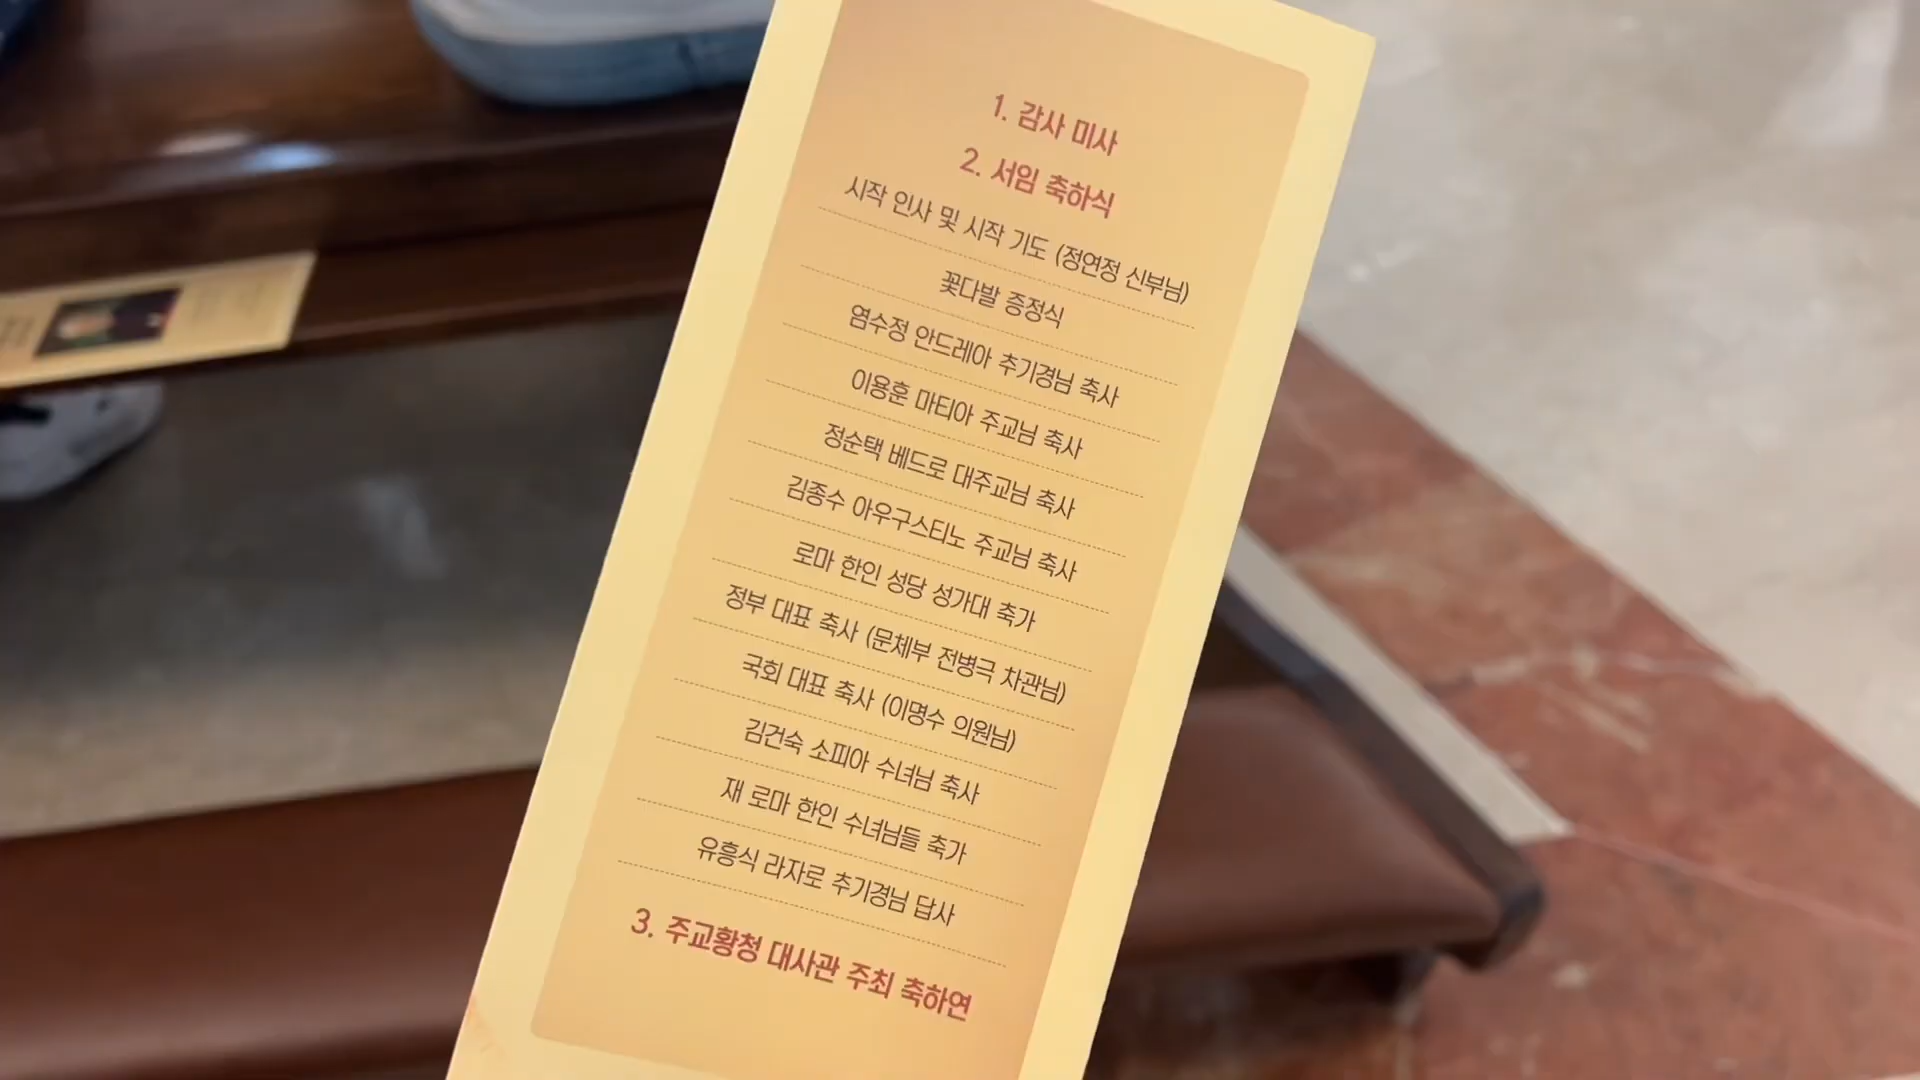 1. 감사 미사
2. 서임 축하식
시작 인사 및 시작 기도 (정연정 신부님)
꽃다발 증정식
염수정 안드레아 추기경님 축사
이용훈 마티아 주교님 축사
정순택 베드로 대주교님 축사
김종수 아우구스티노 주교님 축사
로마 한인 성당 성가대 축가
정부 대표 축사 (문체부 전병극 차관님)
국회 대표 축사 (이명수 의원님)
김건숙 소피아 수녀님 축사
재 로마 한인 수녀님들 축가
유흥식 라자로 추기경님 답사
3. 주교황청 대사관 주최 축하연